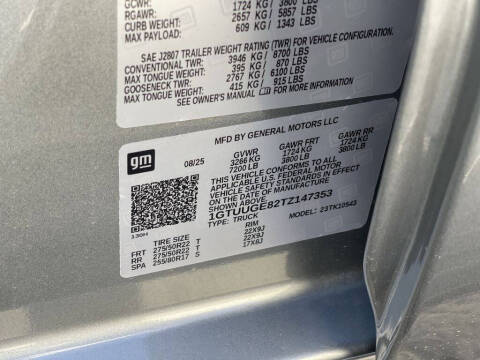 GCWR: 1724 KG / 3800 LBS
RGAWR: 2657 KG / 5857 LBS
CURB WEIGHT: 609 KG / 1343 LBS
MAX PAYLOAD:
SAE J2807 TRAILER WEIGHT RATING (TWR) FOR VEHICLE CONFIGURATION.
CONVENTIONAL TWR: 3946 KG / 8700 LBS
MAX TONGUE WEIGHT: 395 KG / 870 LBS
GOOSENECK TWR: 2767 KG / 6100 LBS
MAX TONGUE WEIGHT: 415 KG / 915 LBS
SEE OWNER'S MANUAL
MFD BY GENERAL MOTORS LLC
gm
08/25
GVWR GAWR FRT GAWR RR
3266 KG 1724 KG 1724 KG
7200 LB 3800 LB 3800 LB
THIS VEHICLE CONFORMS TO ALL
APPLICABLE U.S. FEDERAL MOTOR
VEHICLE SAFETY STANDARDS IN
EFFECT ON THE DATE OF
MANUFACTURE SHOWN ABOVE.
1GTUUGE82TZ147353
TYPE: TRUCK MODEL: 23TK10543
TIRE SIZE RIM
FRT 275/50R22 T 22X9J
RR 275/50R22 T 22X9J
SPA 255/80R17 S 17X8J